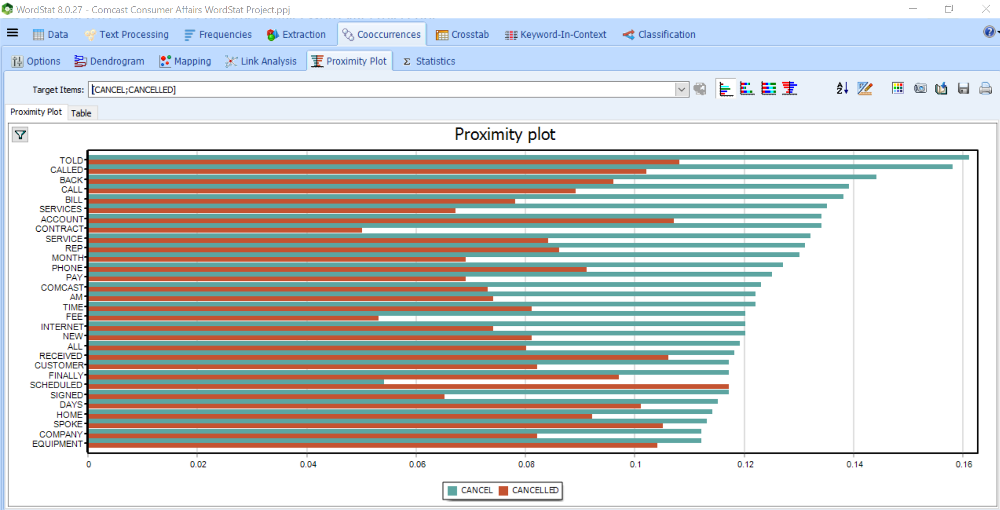 WordStat 8.0.27 - Comcast Consumer Affairs WordStat Project.ppj
Data Text Processing Frequencies Extraction Cooccurrences Crosstab Keyword-In-Context Classification
Options Dendrogram Mapping Link Analysis Proximity Plot Σ Statistics
Target Items: [CANCEL;CANCELLED]
Proximity Plot Table
Proximity plot
TOLD
CALLED
BACK
CALL
BILL
SERVICES
ACCOUNT
CONTRACT
SERVICE
REP
MONTH
PHONE
PAY
COMCAST
AM
TIME
FEE
INTERNET
NEW
ALL
RECEIVED
CUSTOMER
FINALLY
SCHEDULED
SIGNED
DAYS
HOME
SPOKE
COMPANY
EQUIPMENT
0 0.02 0.04 0.06 0.08 0.1 0.12 0.14 0.16
CANCEL CANCELLED